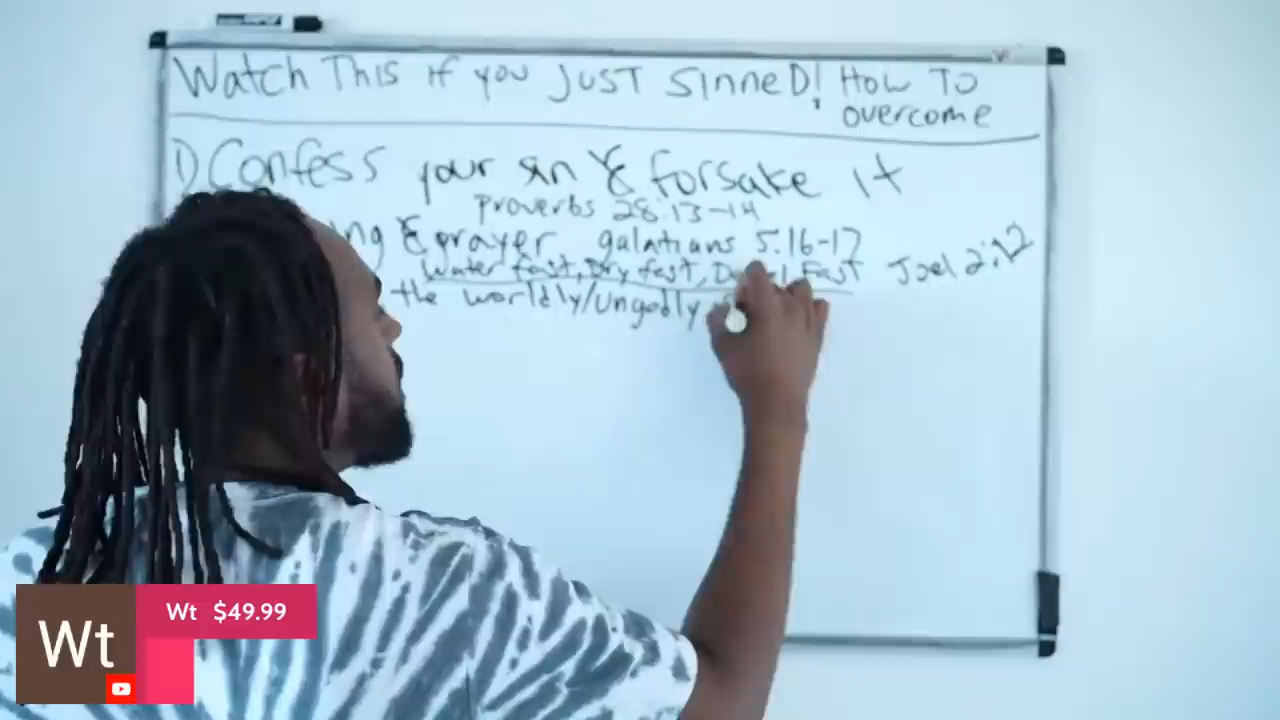 Watch This if you Just Sinned! How To
overcome
1) Confess your sin & forsake it
Proverbs 28:13-14
ng & prayer galatians 5:16-17
Water fast, Dry fast, Fast Joel 2:12
the worldly/Ungodly
Wt $49.99
Wt